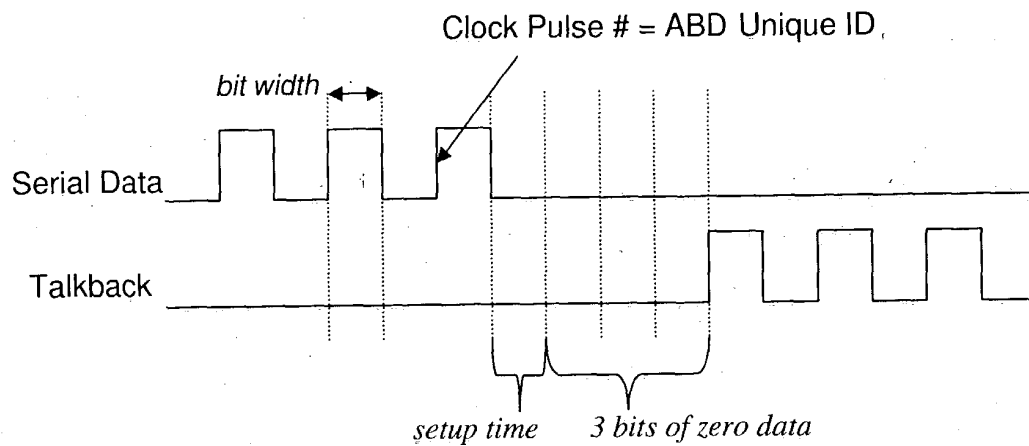 Clock Pulse # = ABD Unique ID
bit width
Serial Data
Talkback
setup time
3 bits of zero data